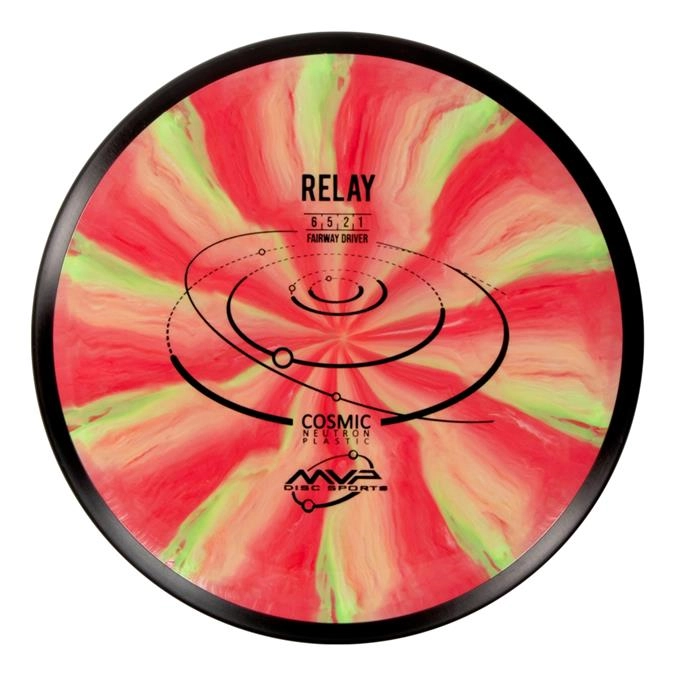 RELAY
6 5 2 1
FAIRWAY DRIVER
COSMIC
NEUTRON
PLASTIC
MVP
DISC SPORTS